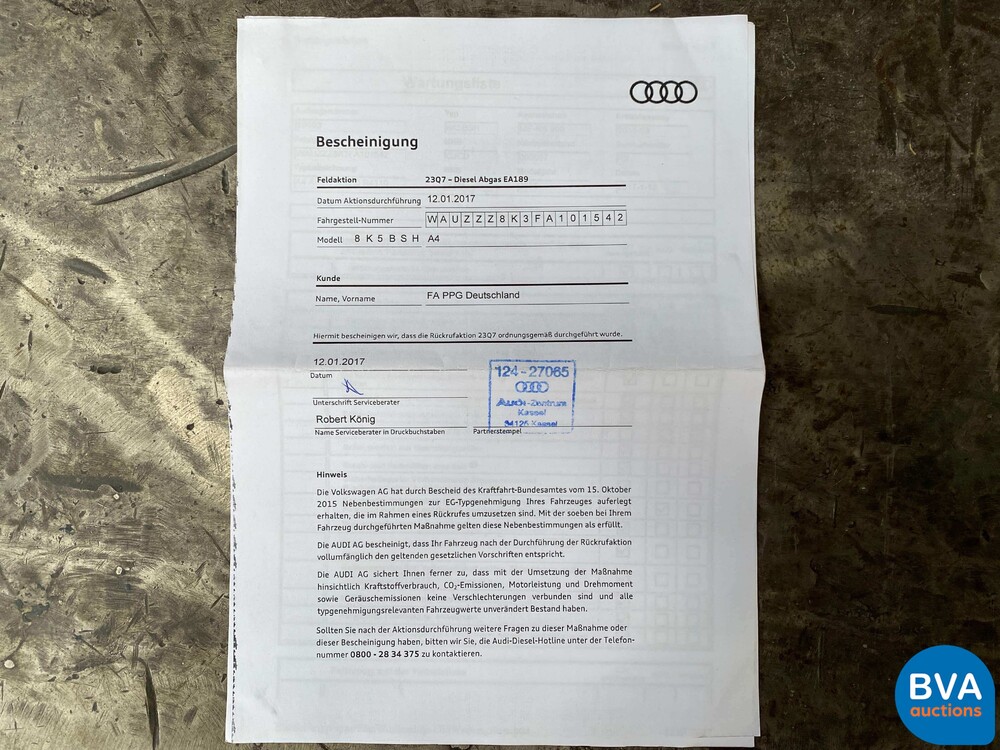 Bescheinigung
Feldaktion 23Q7 – Diesel Abgas EA189
Datum Aktionsdurchführung 12.01.2017
Fahrgestell-Nummer WAUZZZ8K3FA101542
Modell 8 K 5 B S H A4
Kunde
Name, Vorname FA PPG Deutschland
Hiermit bescheinigen wir, dass die Rückrufaktion 23Q7 ordnungsgemäß durchgeführt wurde.
12.01.2017
Datum
Unterschrift Serviceberater
Robert König
Name Serviceberater in Druckbuchstaben
124-27065
Audi-Zentrum
Kassel
34125 Kassel
Partnerstempel
Hinweis
Die Volkswagen AG hat durch Bescheid des Kraftfahrt-Bundesamtes vom 15. Oktober
2015 Nebenbestimmungen zur EG-Typgenehmigung Ihres Fahrzeuges auferlegt
erhalten, die im Rahmen eines Rückrufes umzusetzen sind. Mit der soeben bei Ihrem
Fahrzeug durchgeführten Maßnahme gelten diese Nebenbestimmungen als erfüllt.
Die AUDI AG bescheinigt, dass Ihr Fahrzeug nach der Durchführung der Rückrufaktion
vollumfänglich den geltenden gesetzlichen Vorschriften entspricht.
Die AUDI AG sichert Ihnen ferner zu, dass mit der Umsetzung der Maßnahme
hinsichtlich Kraftstoffverbrauch, CO₂-Emissionen, Motorleistung und Drehmoment
sowie Geräuschemissionen keine Verschlechterungen verbunden sind und alle
typgenehmigungsrelevanten Fahrzeugwerte unverändert Bestand haben.
Sollten Sie nach der Aktionsdurchführung weitere Fragen zu dieser Maßnahme oder
dieser Bescheinigung haben, bitten wir Sie, die Audi-Diesel-Hotline unter der Telefon-
nummer 0800 - 28 34 375 zu kontaktieren.
BVA
auctions